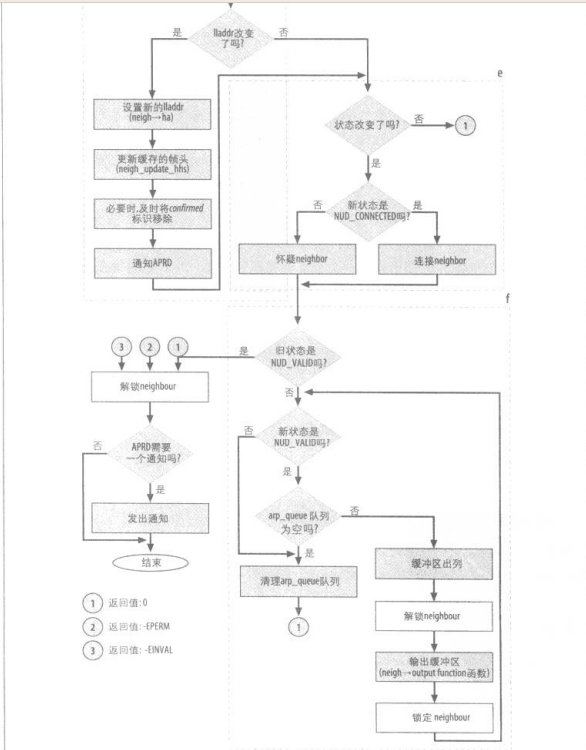 lladdr改变
了吗?
是
否
设置新的lladdr
(neigh→ha)
更新缓存的帧头
(neigh_update_hhs)
必要时,及时将confirmed
标识移除
通知APRD
e
状态改变了吗?
否
1
是
新状态是
NUD_CONNECTED吗?
否
是
怀疑neighbor
连接neighbor
f
旧状态是
NUD_VALID吗?
是
否
3
2
1
解锁neighbour
APRD需要
一个通知吗?
否
是
发出通知
结束
新状态是
NUD_VALID吗?
否
是
arp_queue 队列
为空吗?
否
是
清理arp_queue队列
1
缓冲区出列
解锁neighbour
输出缓冲区
(neigh→output function函数)
锁定 neighbour
1 返回值:0
2 返回值: -EPERM
3 返回值: -EINVAL